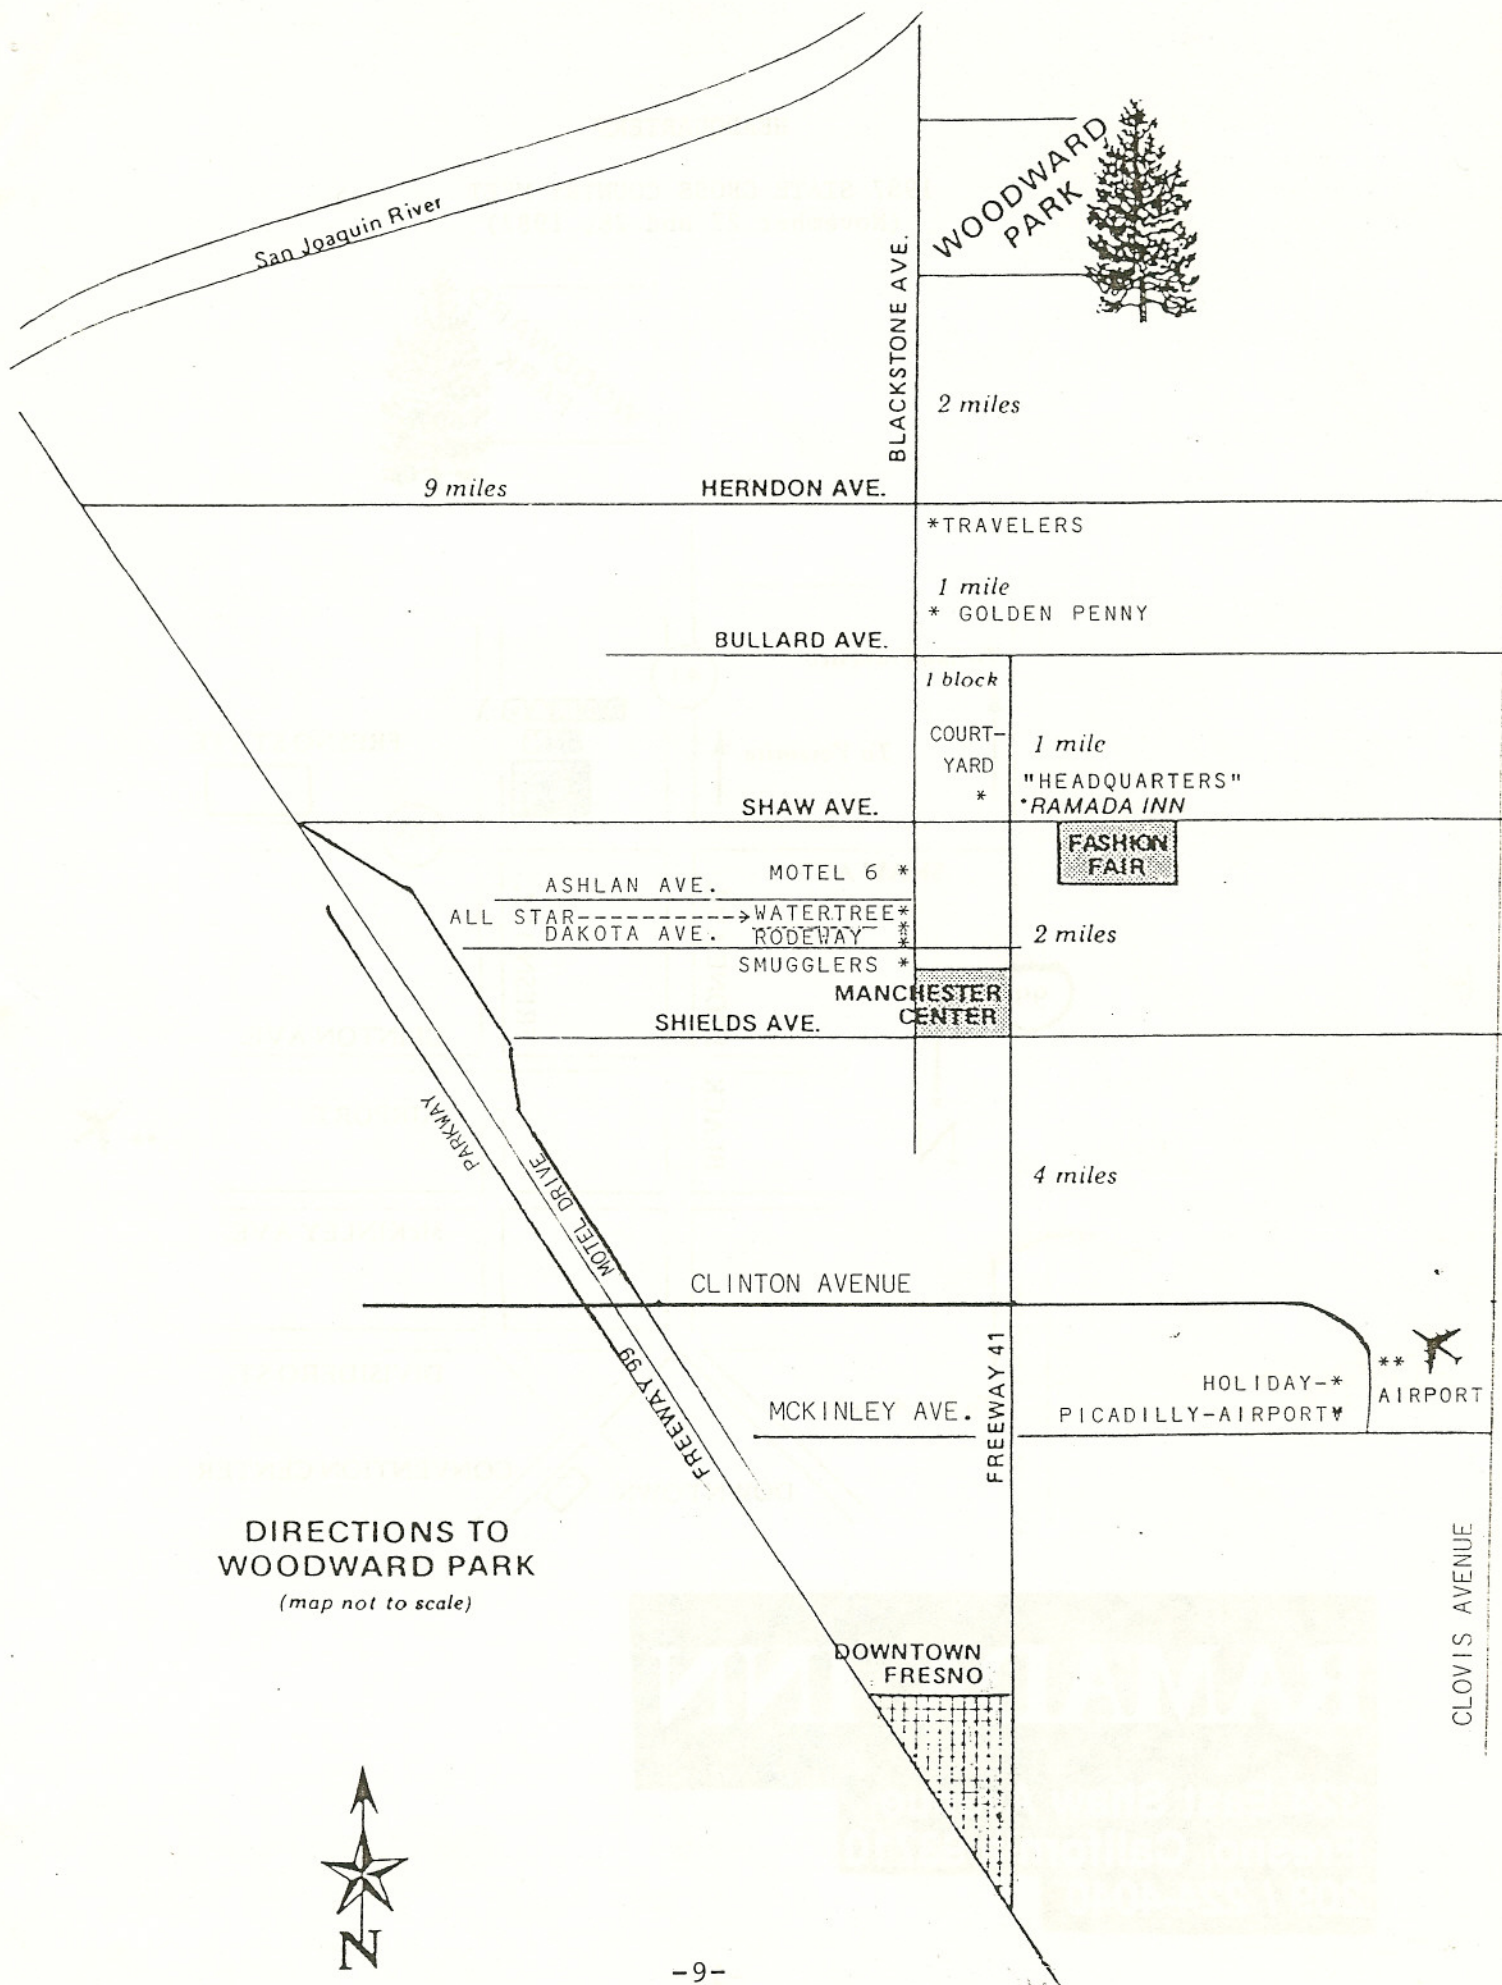 San Joaquin River
WOODWARD
PARK
BLACKSTONE AVE.
2 miles
9 miles
HERNDON AVE.
*TRAVELERS
1 mile
* GOLDEN PENNY
BULLARD AVE.
1 block
COURT-
YARD
*
1 mile
"HEADQUARTERS"
*RAMADA INN
SHAW AVE.
FASHION
FAIR
MOTEL 6 *
ASHLAN AVE.
ALL STAR----------->WATERTREE*
*
DAKOTA AVE.
RODEWAY *
2 miles
SMUGGLERS *
MANCHESTER
CENTER
SHIELDS AVE.
PARKWAY
MOTEL DRIVE
4 miles
CLINTON AVENUE
FREEWAY 99
FREEWAY 41
**
AIRPORT
HOLIDAY-*
PICADILLY-AIRPORT*
MCKINLEY AVE.
CLOVIS AVENUE
DIRECTIONS TO
WOODWARD PARK
(map not to scale)
DOWNTOWN
FRESNO
N
-9-